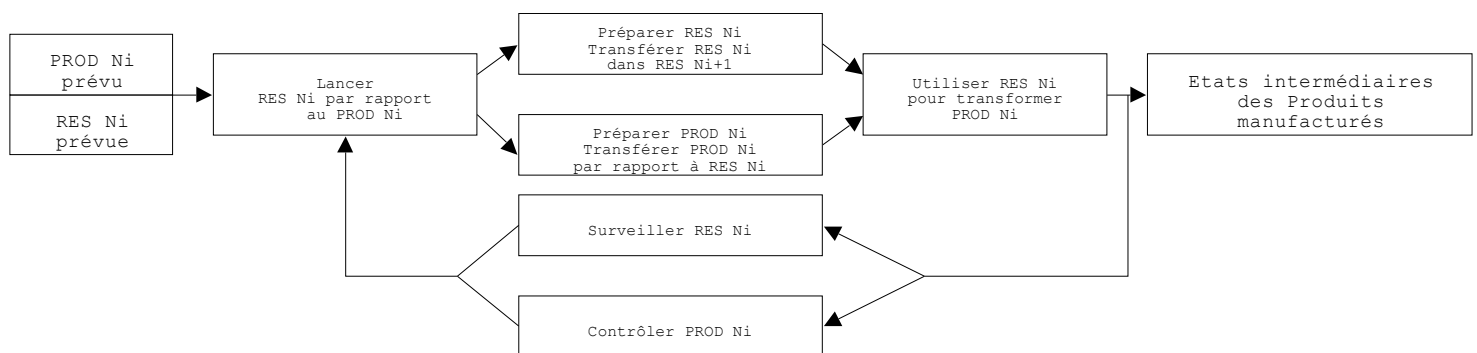 PROD Ni
prévu
RES Ni
prévue
Lancer
RES Ni par rapport
au PROD Ni
Préparer RES Ni
Transférer RES Ni
dans RES Ni+1
Préparer PROD Ni
Transférer PROD Ni
par rapport à RES Ni
Utiliser RES Ni
pour transformer
PROD Ni
Etats intermédiaires
des Produits
manufacturés
Surveiller RES Ni
Contrôler PROD Ni